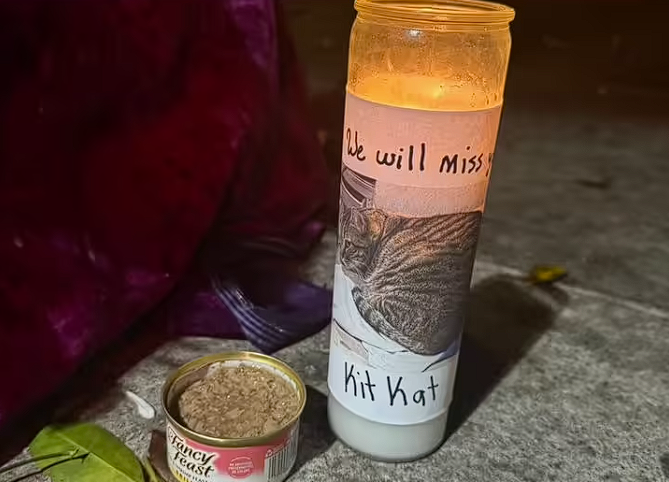 We will miss
Kit Kat
Fancy
Feast